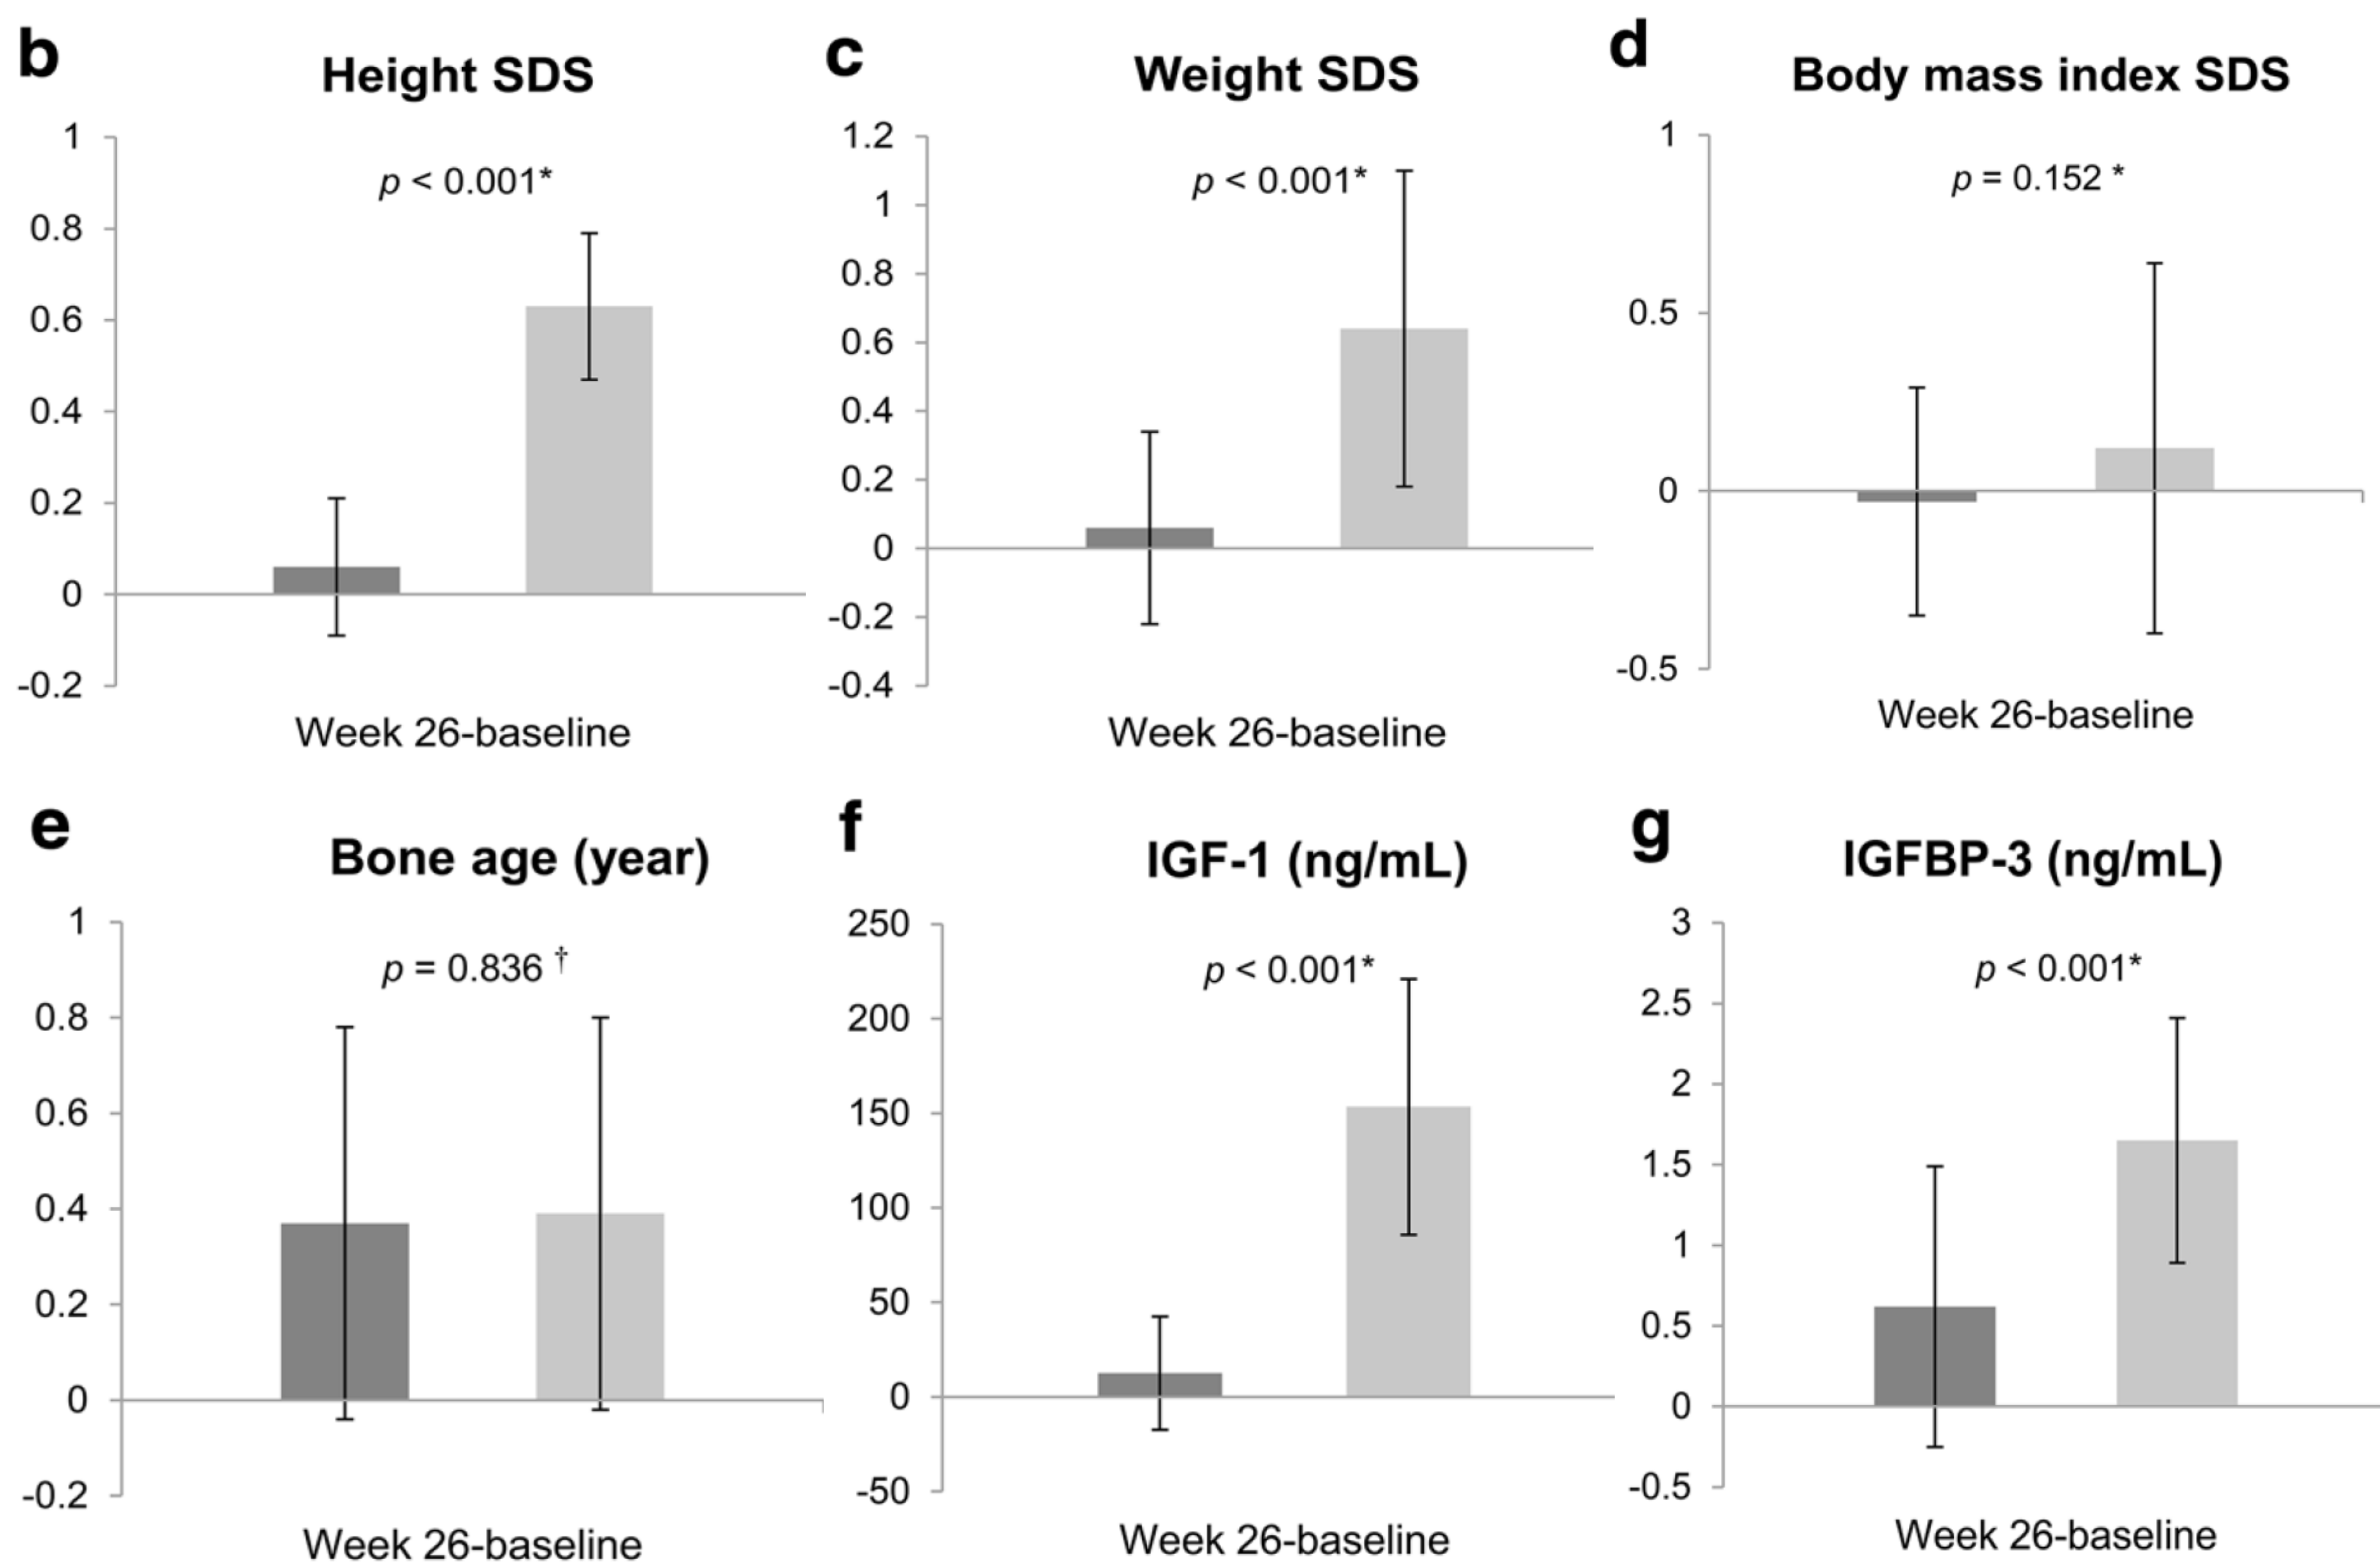 b
Height SDS
1
0.8
0.6
0.4
0.2
0
-0.2
p < 0.001*
Week 26-baseline
c
Weight SDS
1.2
1
0.8
0.6
0.4
0.2
0
-0.2
-0.4
p < 0.001*
Week 26-baseline
d
Body mass index SDS
1
0.5
0
-0.5
p = 0.152 *
Week 26-baseline
e
Bone age (year)
1
0.8
0.6
0.4
0.2
0
-0.2
p = 0.836 †
Week 26-baseline
f
IGF-1 (ng/mL)
250
200
150
100
50
0
-50
p < 0.001*
Week 26-baseline
g
IGFBP-3 (ng/mL)
3
2.5
2
1.5
1
0.5
0
-0.5
p < 0.001*
Week 26-baseline